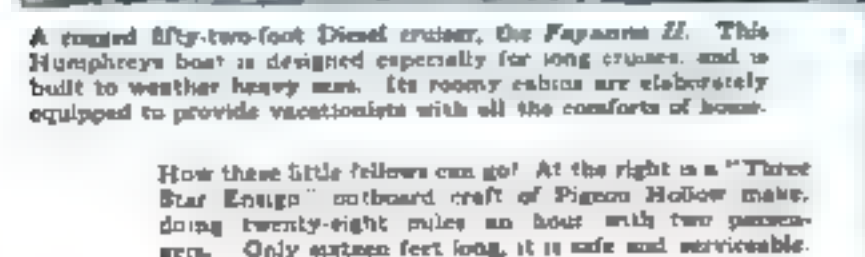 A rugged fifty-two-foot Diesel cruiser, the II. This
Humphreys boat is designed especially for long cruises, and is
built to weather heavy seas. Its roomy cabins are elaborately
equipped to provide vacationists with all the comforts of home.
How these little fellows can go! At the right is a "Three
Star Ensign" outboard craft of Pigeon Hollow make,
doing twenty-eight miles an hour with two passen-
gers. Only sixteen feet long, it is safe and serviceable.